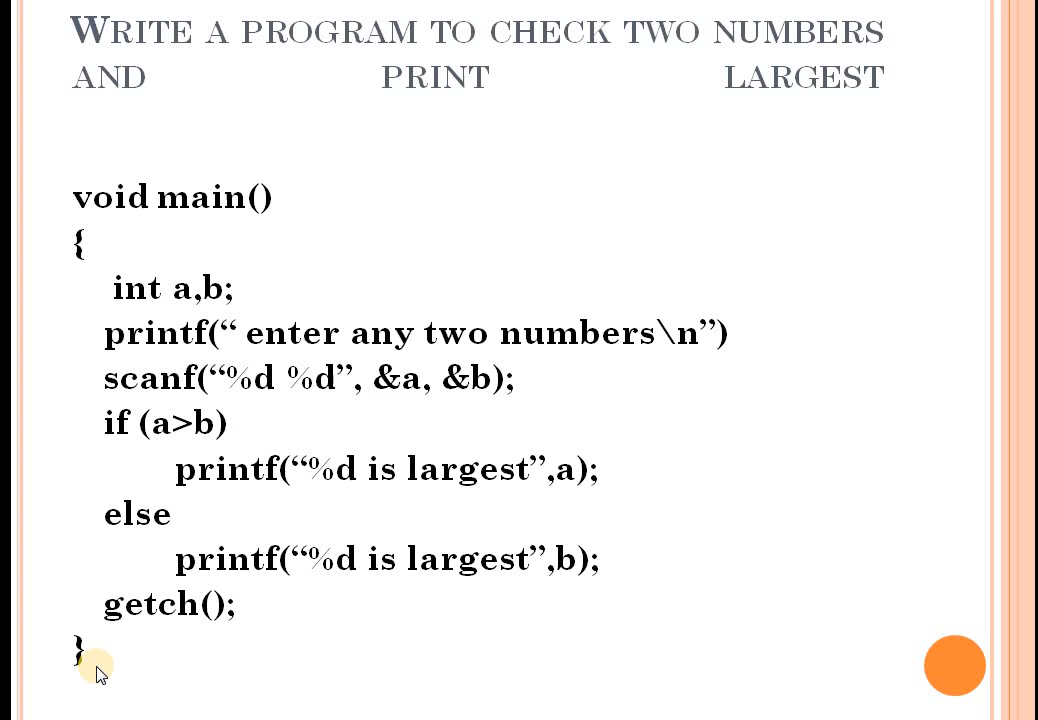 WRITE A PROGRAM TO CHECK TWO NUMBERS
AND PRINT LARGEST
void main()
{
int a,b;
printf(“ enter any two numbers\n”)
scanf(“%d %d”, &a, &b);
if (a>b)
printf(“%d is largest”,a);
else
printf(“%d is largest”,b);
getch();
}